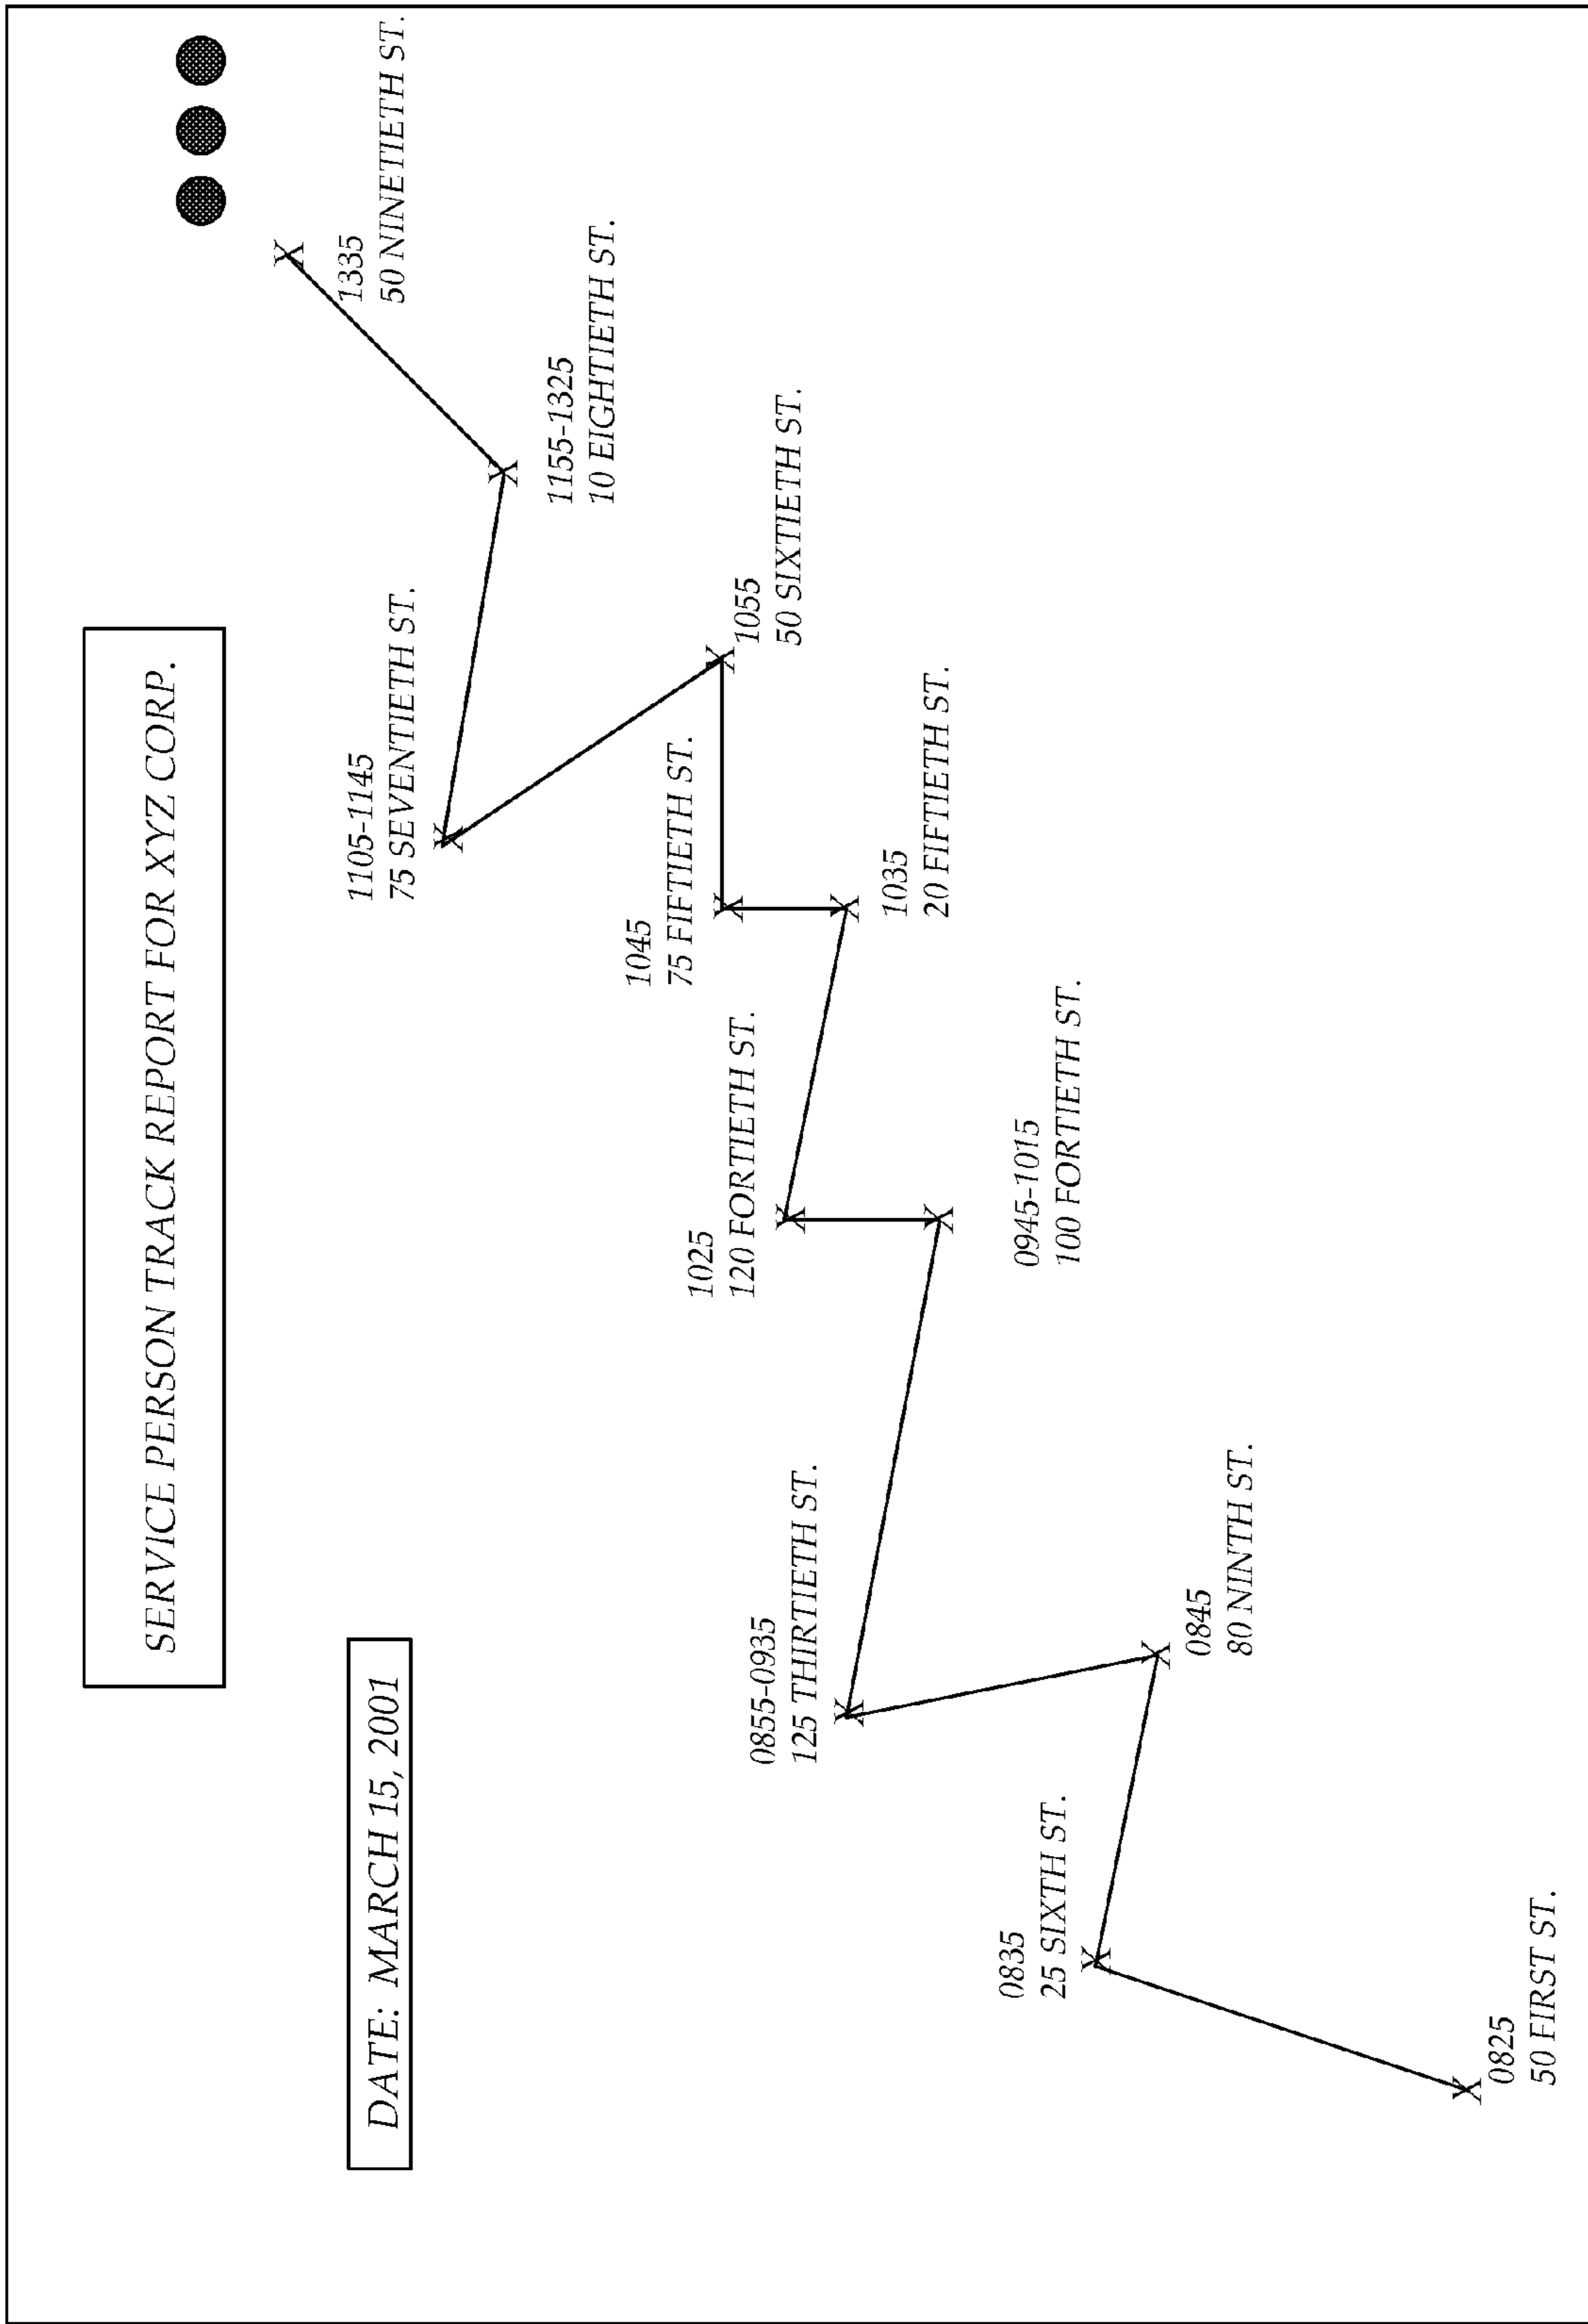 SERVICE PERSON TRACK REPORT FOR XYZ CORP.
DATE: MARCH 15, 2001
0825
50 FIRST ST.
0835
25 SIXTH ST.
0845
80 NINTH ST.
0855-0935
125 THIRTIETH ST.
0945-1015
100 FORTIETH ST.
1025
120 FORTIETH ST.
1035
20 FIFTIETH ST.
1045
75 FIFTIETH ST.
1055
50 SIXTIETH ST.
1105-1145
75 SEVENTIETH ST.
1155-1325
10 EIGHTIETH ST.
1335
50 NINETIETH ST.